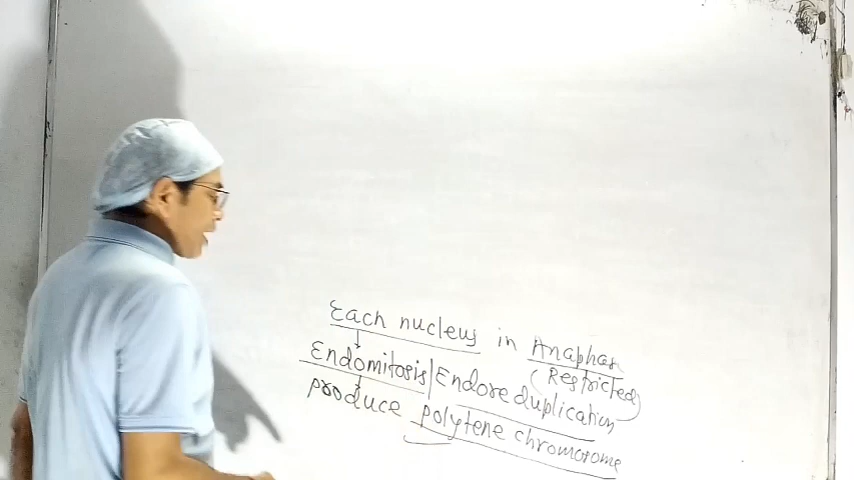 Each nucleus in Anaphase
(Restricted)
Endomitosis|Endoreduplication
produce polytene chromosome